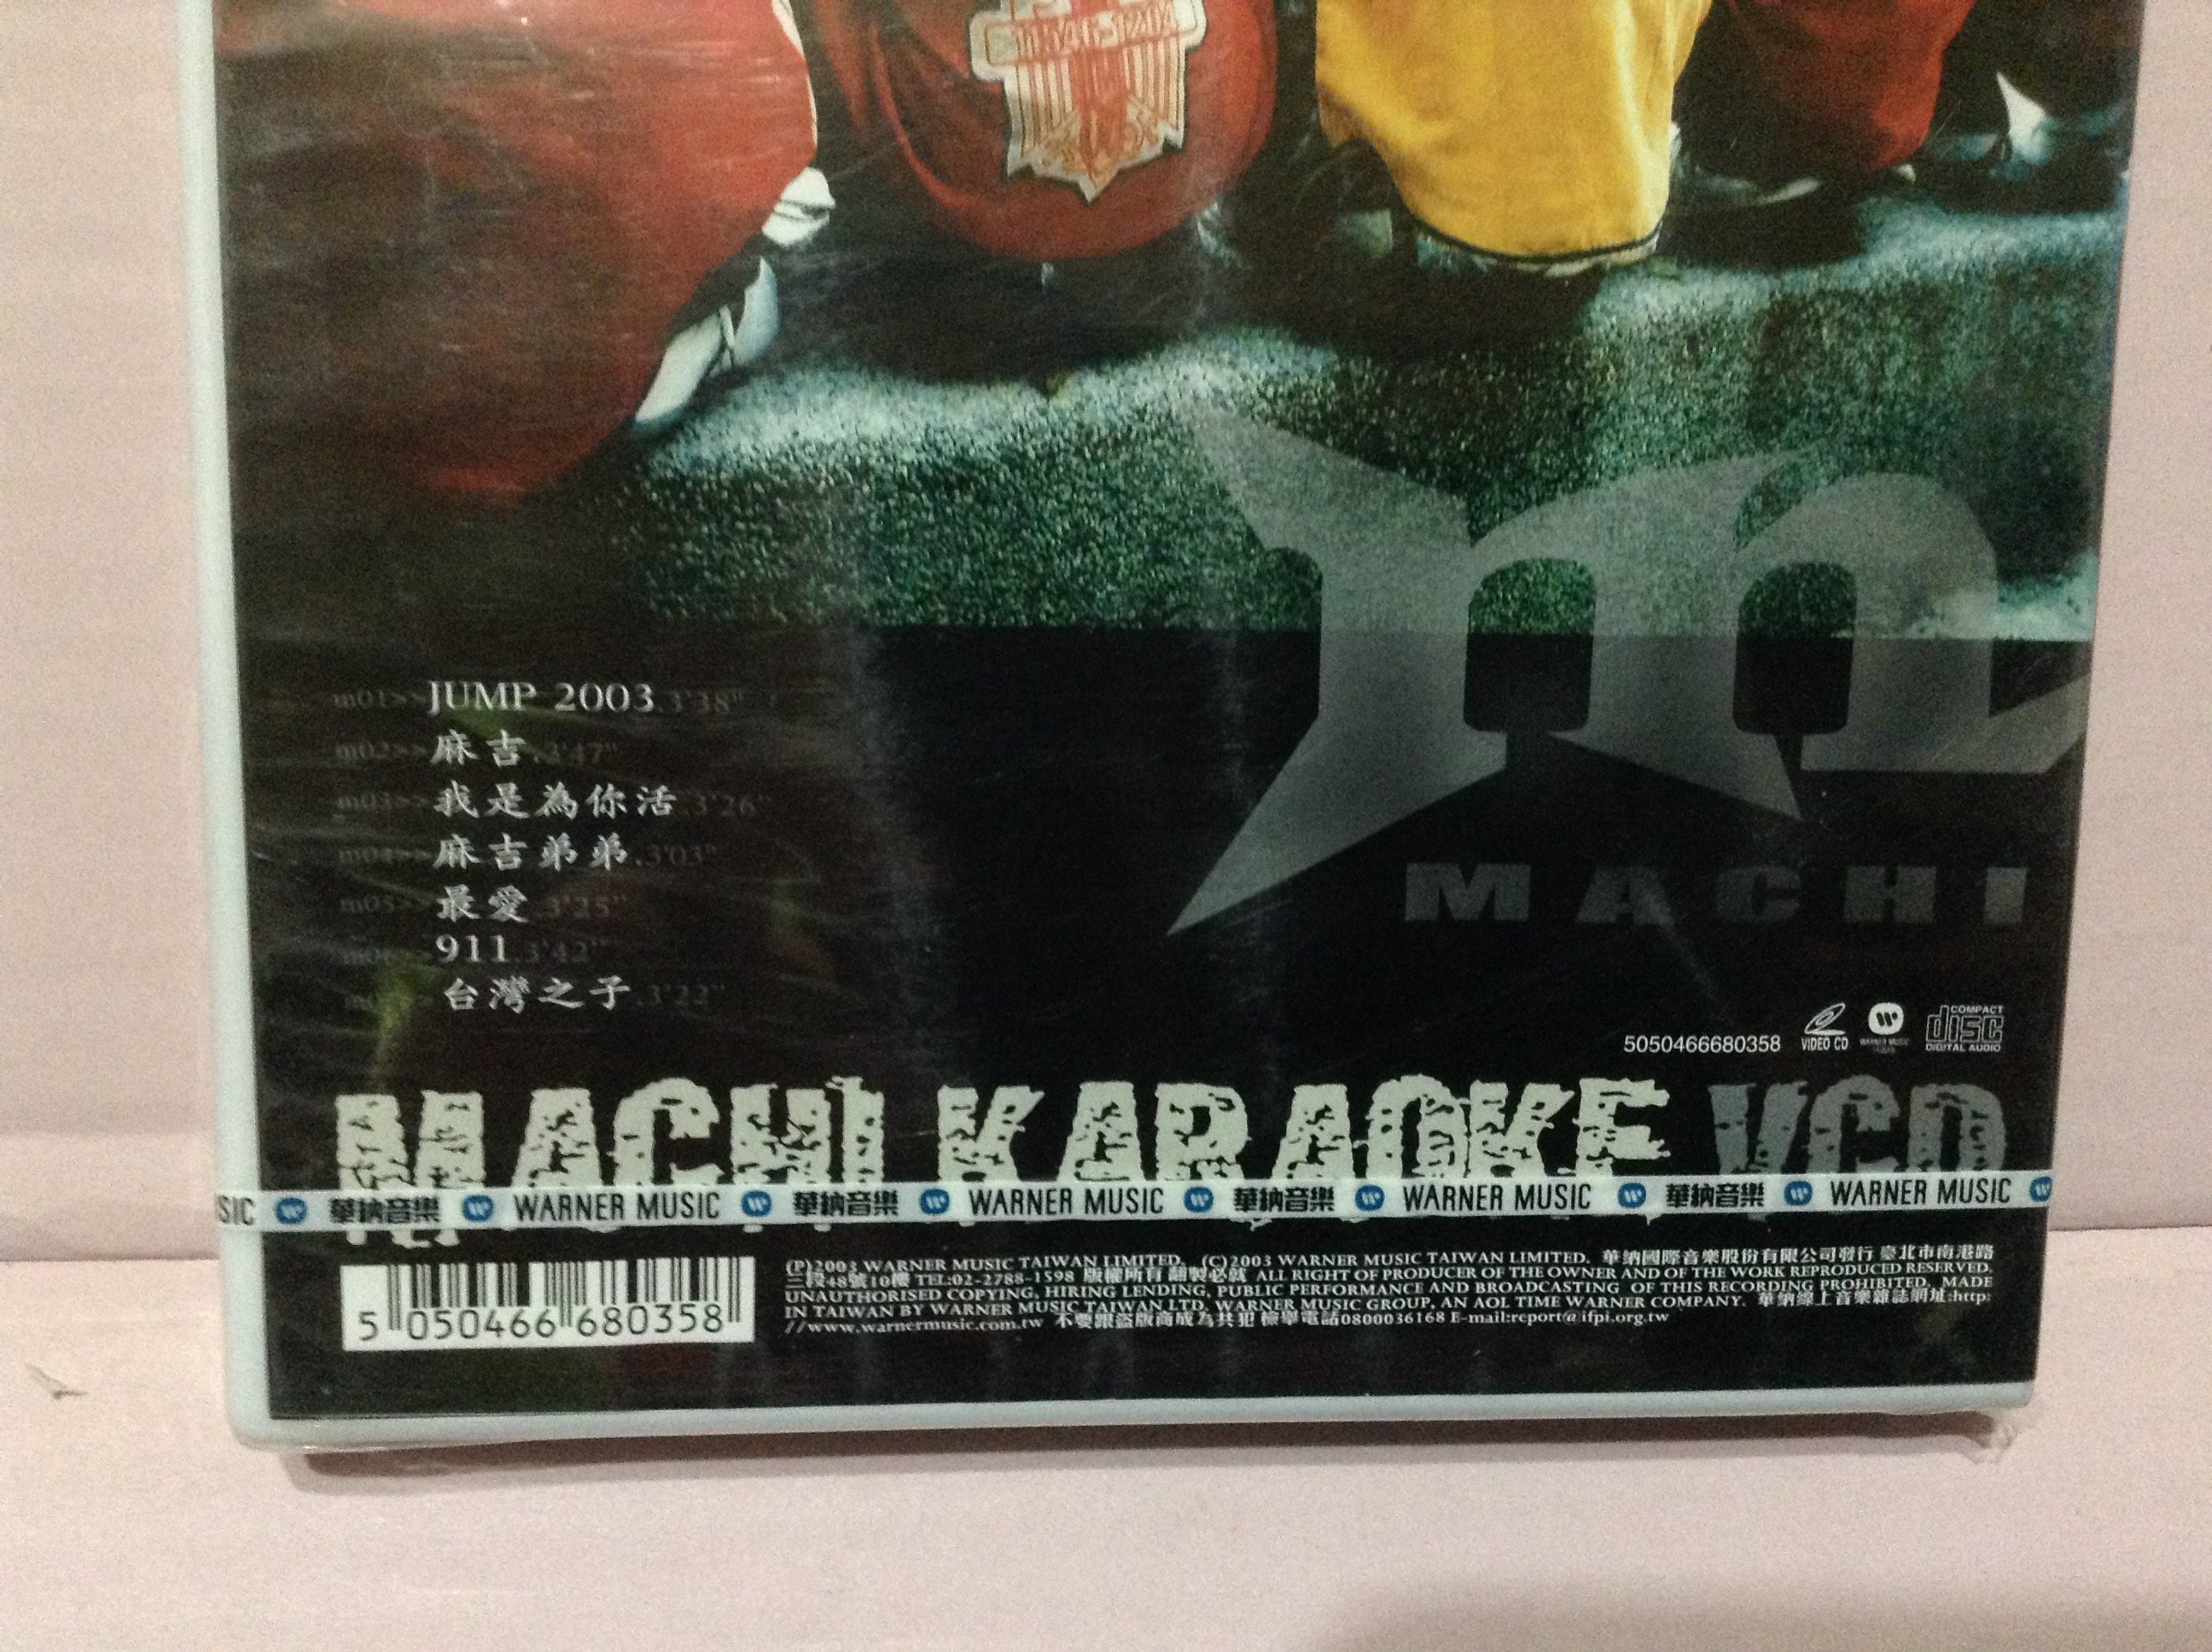 m01>>JUMP 2003.3'38"
m02>>麻吉.3'47"
m03>>我是為你活.3'26"
m04>>麻吉弟弟.3'03"
m05>>最愛.3'25"
911.3'42"
台灣之子.3'22"
MACHI
5050466680358
VIDEO CD
WARNER MUSIC
COMPACT
disc
DIGITAL AUDIO
MACHI KARAOKE VCD
SIC 華納音樂 WARNER MUSIC 華納音樂 WARNER MUSIC 華納音樂 WARNER MUSIC 華納音樂 WARNER MUSIC
5 050466 680358
(P)2003 WARNER MUSIC TAIWAN LIMITED. (C)2003 WARNER MUSIC TAIWAN LIMITED. 華納國際音樂股份有限公司發行 臺北市南港路
三段48號10樓 TEL:02-2788-1598 版權所有 翻製必究 ALL RIGHT OF PRODUCER OF THE OWNER AND OF THE WORK REPRODUCED RESERVED.
UNAUTHORISED COPYING, HIRING LENDING, PUBLIC PERFORMANCE AND BROADCASTING OF THIS RECORDING PROHIBITED. MADE
IN TAIWAN BY WARNER MUSIC TAIWAN LTD. WARNER MUSIC GROUP, AN AOL TIME WARNER COMPANY. 華納線上音樂雜誌網址:http:
//www.warnermusic.com.tw 不要跟盜版商成為共犯 檢舉電話0800036168 E-mail:report@ifpi.org.tw